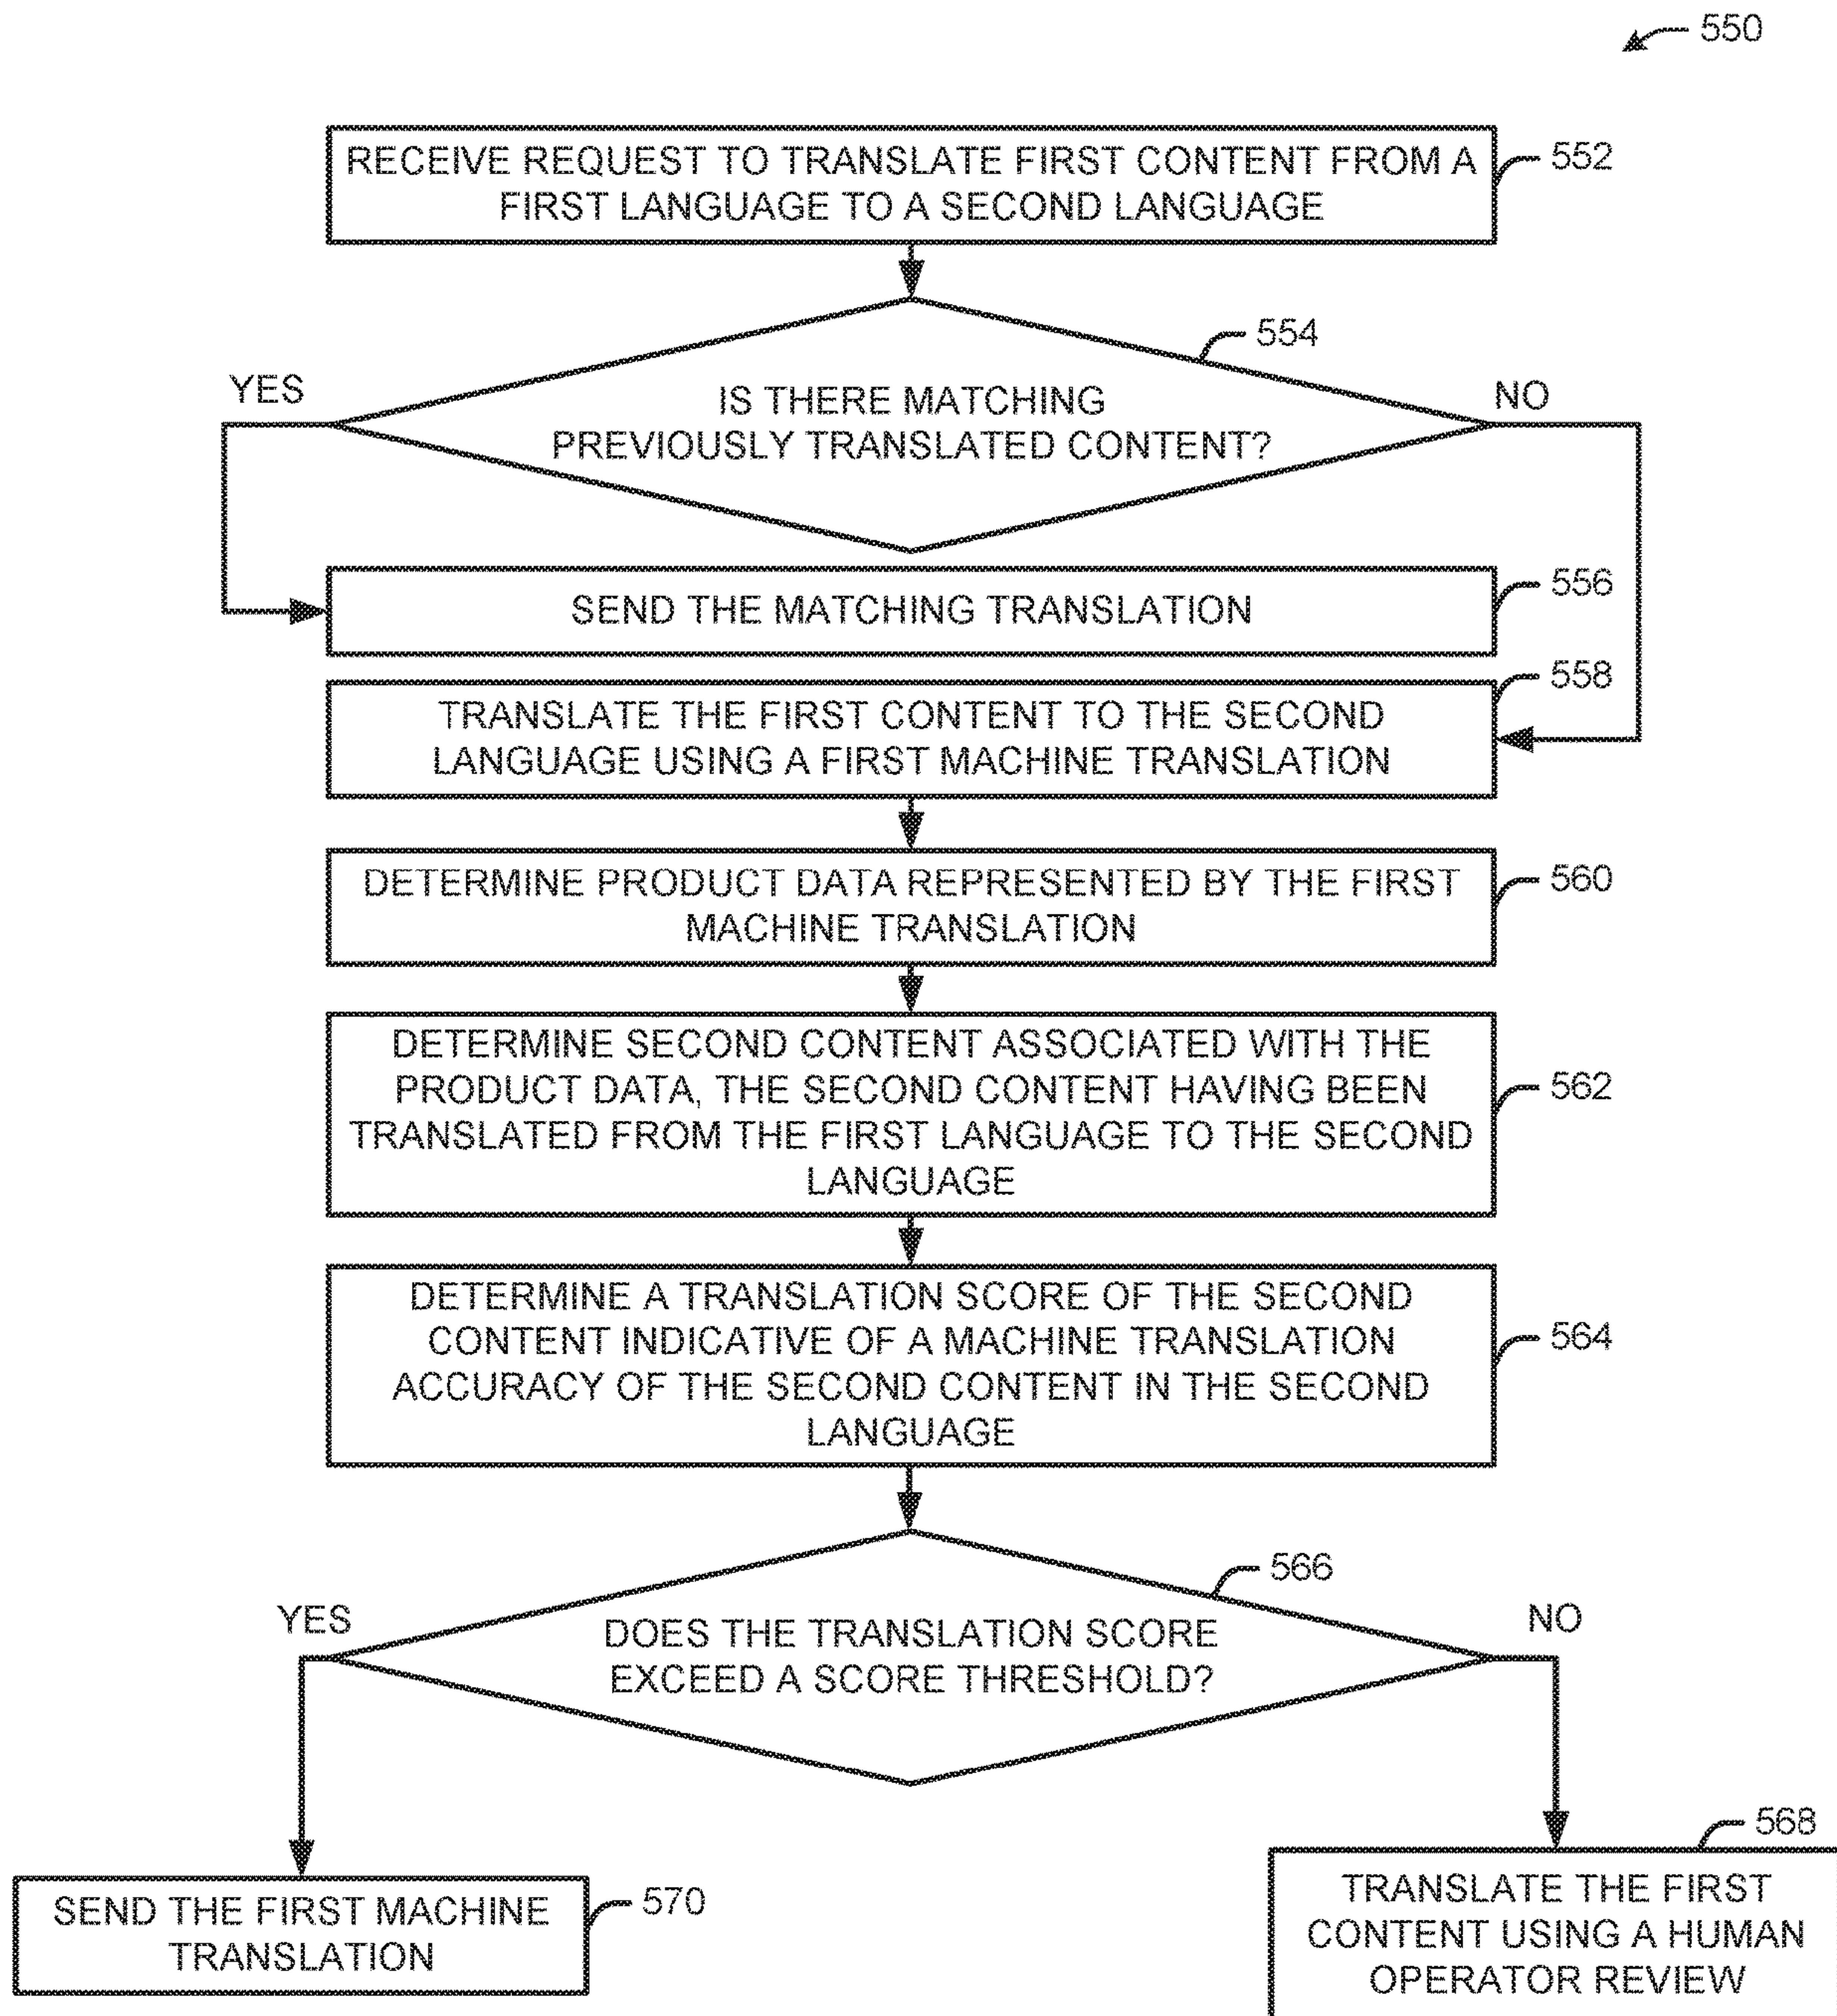 550
RECEIVE REQUEST TO TRANSLATE FIRST CONTENT FROM A
FIRST LANGUAGE TO A SECOND LANGUAGE
552
554
YES
IS THERE MATCHING
PREVIOUSLY TRANSLATED CONTENT?
NO
SEND THE MATCHING TRANSLATION
556
TRANSLATE THE FIRST CONTENT TO THE SECOND
LANGUAGE USING A FIRST MACHINE TRANSLATION
558
DETERMINE PRODUCT DATA REPRESENTED BY THE FIRST
MACHINE TRANSLATION
560
DETERMINE SECOND CONTENT ASSOCIATED WITH THE
PRODUCT DATA, THE SECOND CONTENT HAVING BEEN
TRANSLATED FROM THE FIRST LANGUAGE TO THE SECOND
LANGUAGE
562
DETERMINE A TRANSLATION SCORE OF THE SECOND
CONTENT INDICATIVE OF A MACHINE TRANSLATION
ACCURACY OF THE SECOND CONTENT IN THE SECOND
LANGUAGE
564
566
YES
DOES THE TRANSLATION SCORE
EXCEED A SCORE THRESHOLD?
NO
SEND THE FIRST MACHINE
TRANSLATION
570
568
TRANSLATE THE FIRST
CONTENT USING A HUMAN
OPERATOR REVIEW